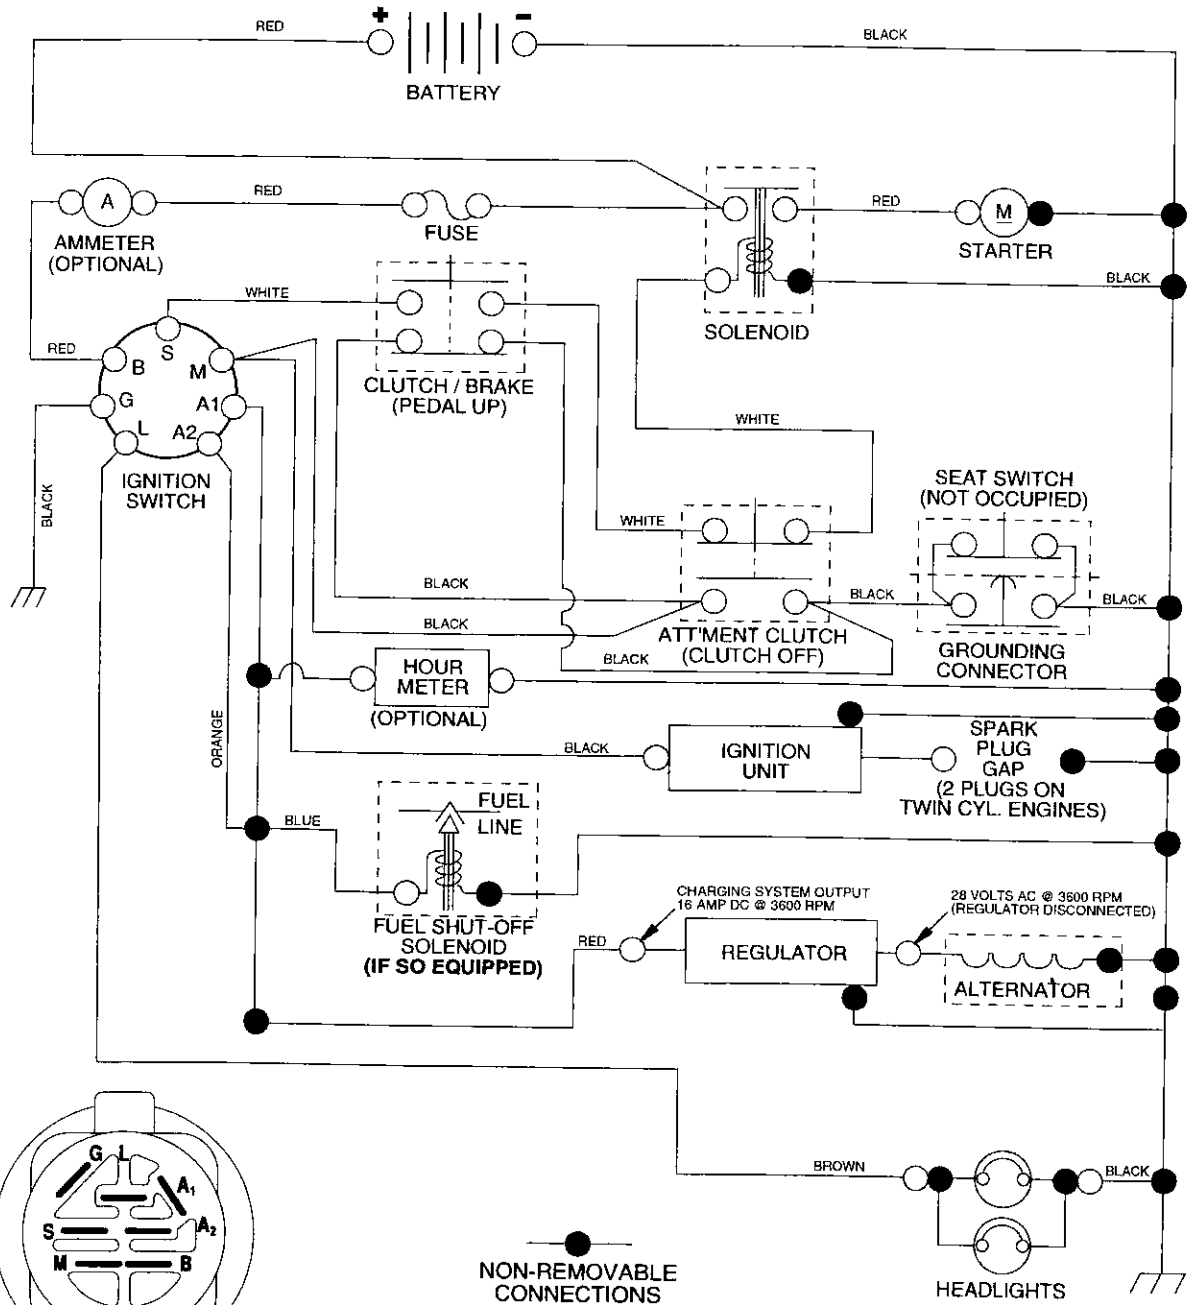 + -
RED
BLACK
BATTERY
RED
RED
A
M
FUSE
STARTER
AMMETER
(OPTIONAL)
WHITE
BLACK
SOLENOID
RED
S
B
M
G
A1
L
A2
CLUTCH / BRAKE
(PEDAL UP)
WHITE
IGNITION
SWITCH
BLACK
SEAT SWITCH
(NOT OCCUPIED)
WHITE
BLACK
BLACK
BLACK
BLACK
ATT'MENT CLUTCH
(CLUTCH OFF)
GROUNDING
CONNECTOR
BLACK
HOUR
METER
(OPTIONAL)
ORANGE
BLACK
IGNITION
UNIT
SPARK
PLUG
GAP
(2 PLUGS ON
TWIN CYL. ENGINES)
FUEL
LINE
BLUE
FUEL SHUT-OFF
SOLENOID
(IF SO EQUIPPED)
CHARGING SYSTEM OUTPUT
16 AMP DC @ 3600 RPM
28 VOLTS AC @ 3600 RPM
(REGULATOR DISCONNECTED)
RED
REGULATOR
ALTERNATOR
G L
A1
S
A2
M
B
BROWN
BLACK
HEADLIGHTS
NON-REMOVABLE
CONNECTIONS